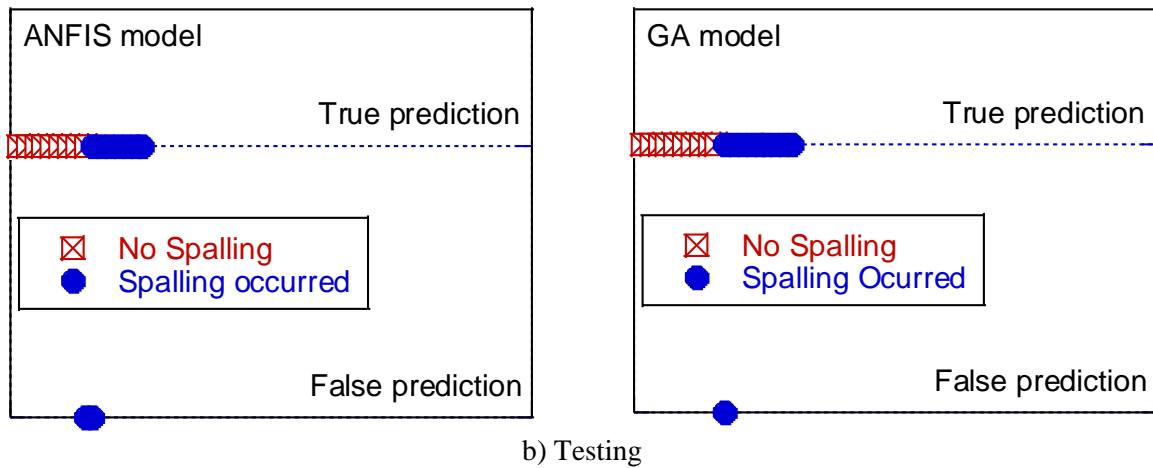 ANFIS model
True prediction
No Spalling
Spalling occurred
False prediction
GA model
True prediction
No Spalling
Spalling Ocurred
False prediction
b) Testing